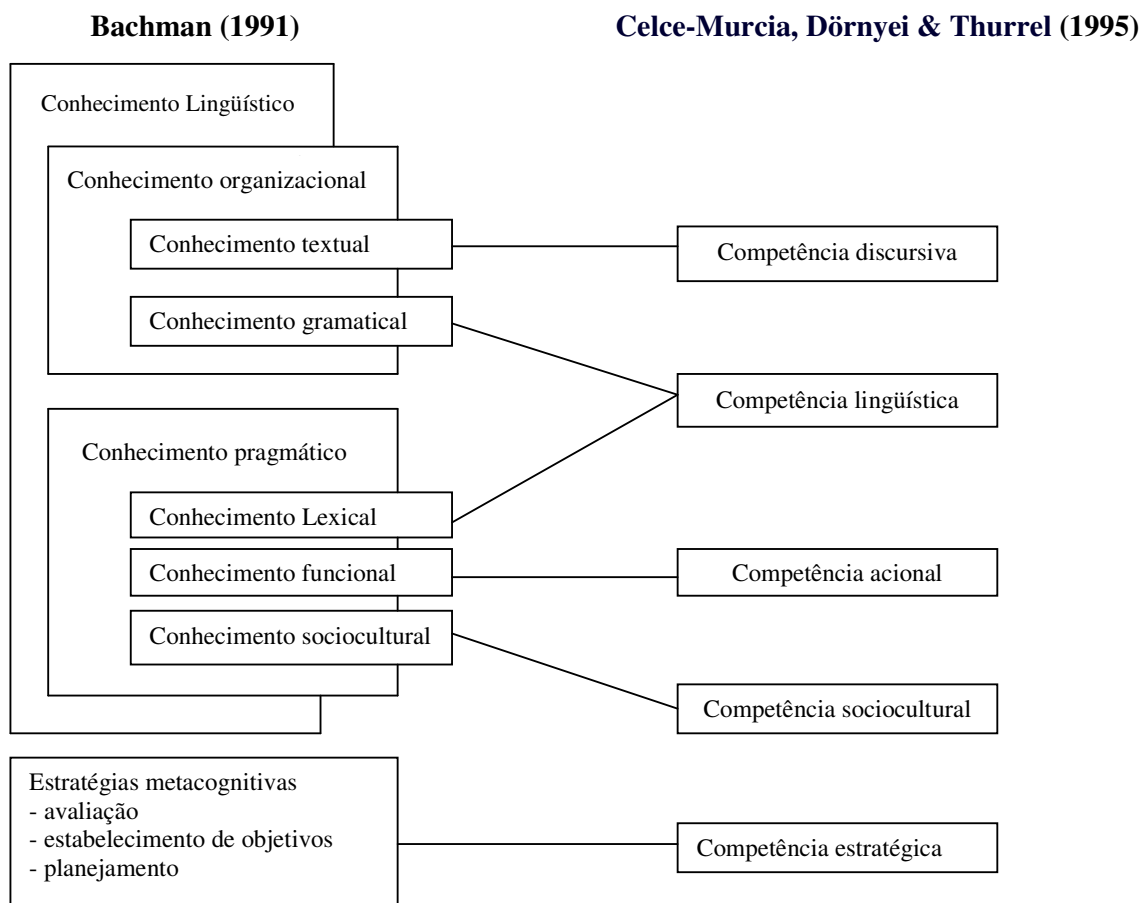 Bachman (1991)
Celce-Murcia, Dörnyei & Thurrel (1995)
Conhecimento Lingüístico
Conhecimento organizacional
Conhecimento textual
Competência discursiva
Conhecimento gramatical
Competência lingüística
Conhecimento pragmático
Conhecimento Lexical
Conhecimento funcional
Competência acional
Conhecimento sociocultural
Competência sociocultural
Estratégias metacognitivas
- avaliação
- estabelecimento de objetivos
- planejamento
Competência estratégica